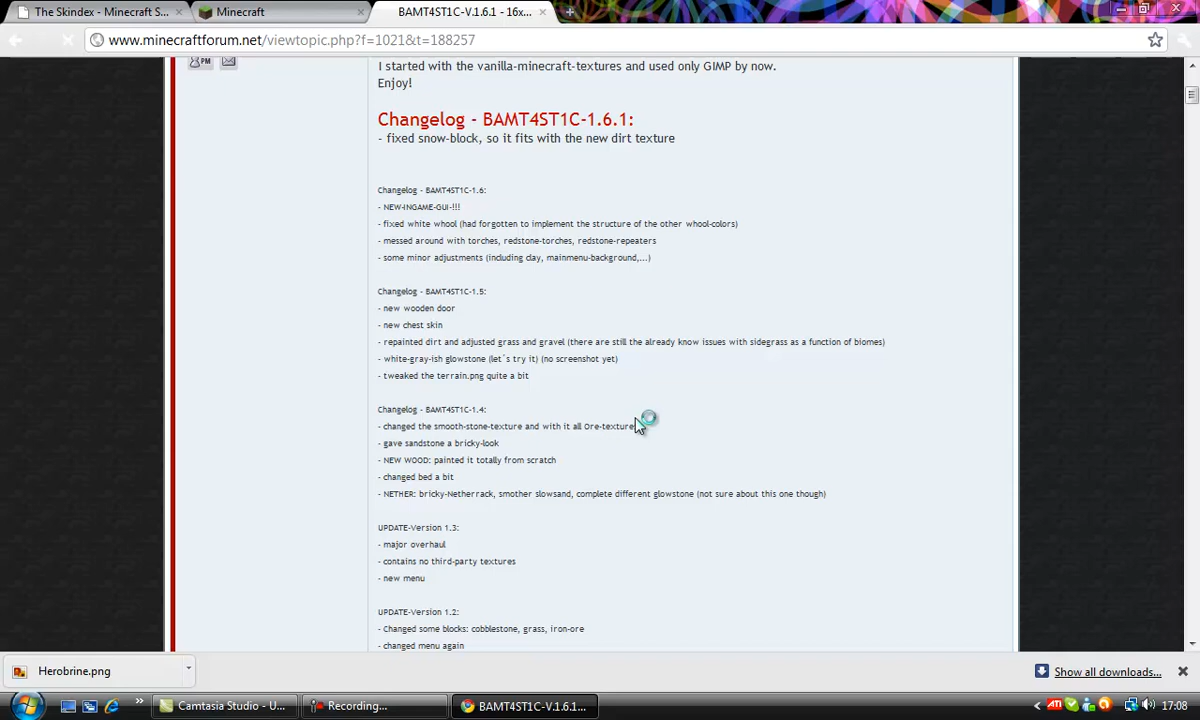 The Skindex - Minecraft S... ×
Minecraft ×
BAMT4ST1C-V.1.6.1 - 16x... ×
www.minecraftforum.net/viewtopic.php?f=1021&t=188257
PM
I started with the vanilla-minecraft-textures and used only GIMP by now.
Enjoy!
Changelog - BAMT4ST1C-1.6.1:
- fixed snow-block, so it fits with the new dirt texture
Changelog - BAMT4ST1C-1.6:
- NEW-INGAME-GUI-!!!
- fixed white whool (had forgotten to implement the structure of the other whool-colors)
- messed around with torches, redstone-torches, redstone-repeaters
- some minor adjustments (including clay, mainmenu-background,...)
Changelog - BAMT4ST1C-1.5:
- new wooden door
- new chest skin
- repainted dirt and adjusted grass and gravel (there are still the already know issues with sidegrass as a function of biomes)
- white-gray-ish glowstone (let´s try it) (no screenshot yet)
- tweaked the terrain.png quite a bit
Changelog - BAMT4ST1C-1.4:
- changed the smooth-stone-texture and with it all Ore-texture
- gave sandstone a bricky-look
- NEW WOOD: painted it totally from scratch
- changed bed a bit
- NETHER: bricky-Netherrack, smother slowsand, complete different glowstone (not sure about this one though)
UPDATE-Version 1.3:
- major overhaul
- contains no third-party textures
- new menu
UPDATE-Version 1.2:
- Changed some blocks: cobblestone, grass, iron-ore
- changed menu again
Herobrine.png
Show all downloads...
Camtasia Studio - U...
Recording...
BAMT4ST1C-V.1.6.1...
ATI
17:08